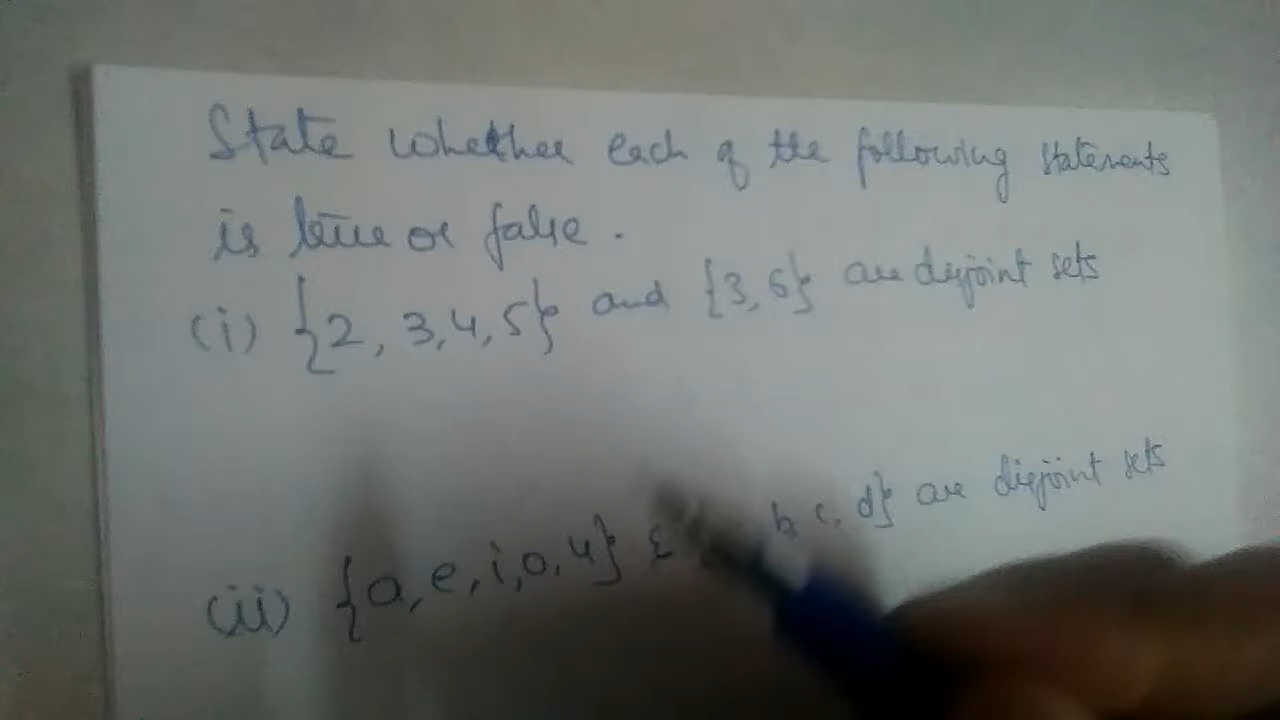 State whether each of the following statements
is true or false.
(i) {2, 3, 4, 5} and {3, 6} are disjoint sets
(ii) {a, e, i, o, u} & b, c, d} are disjoint sets